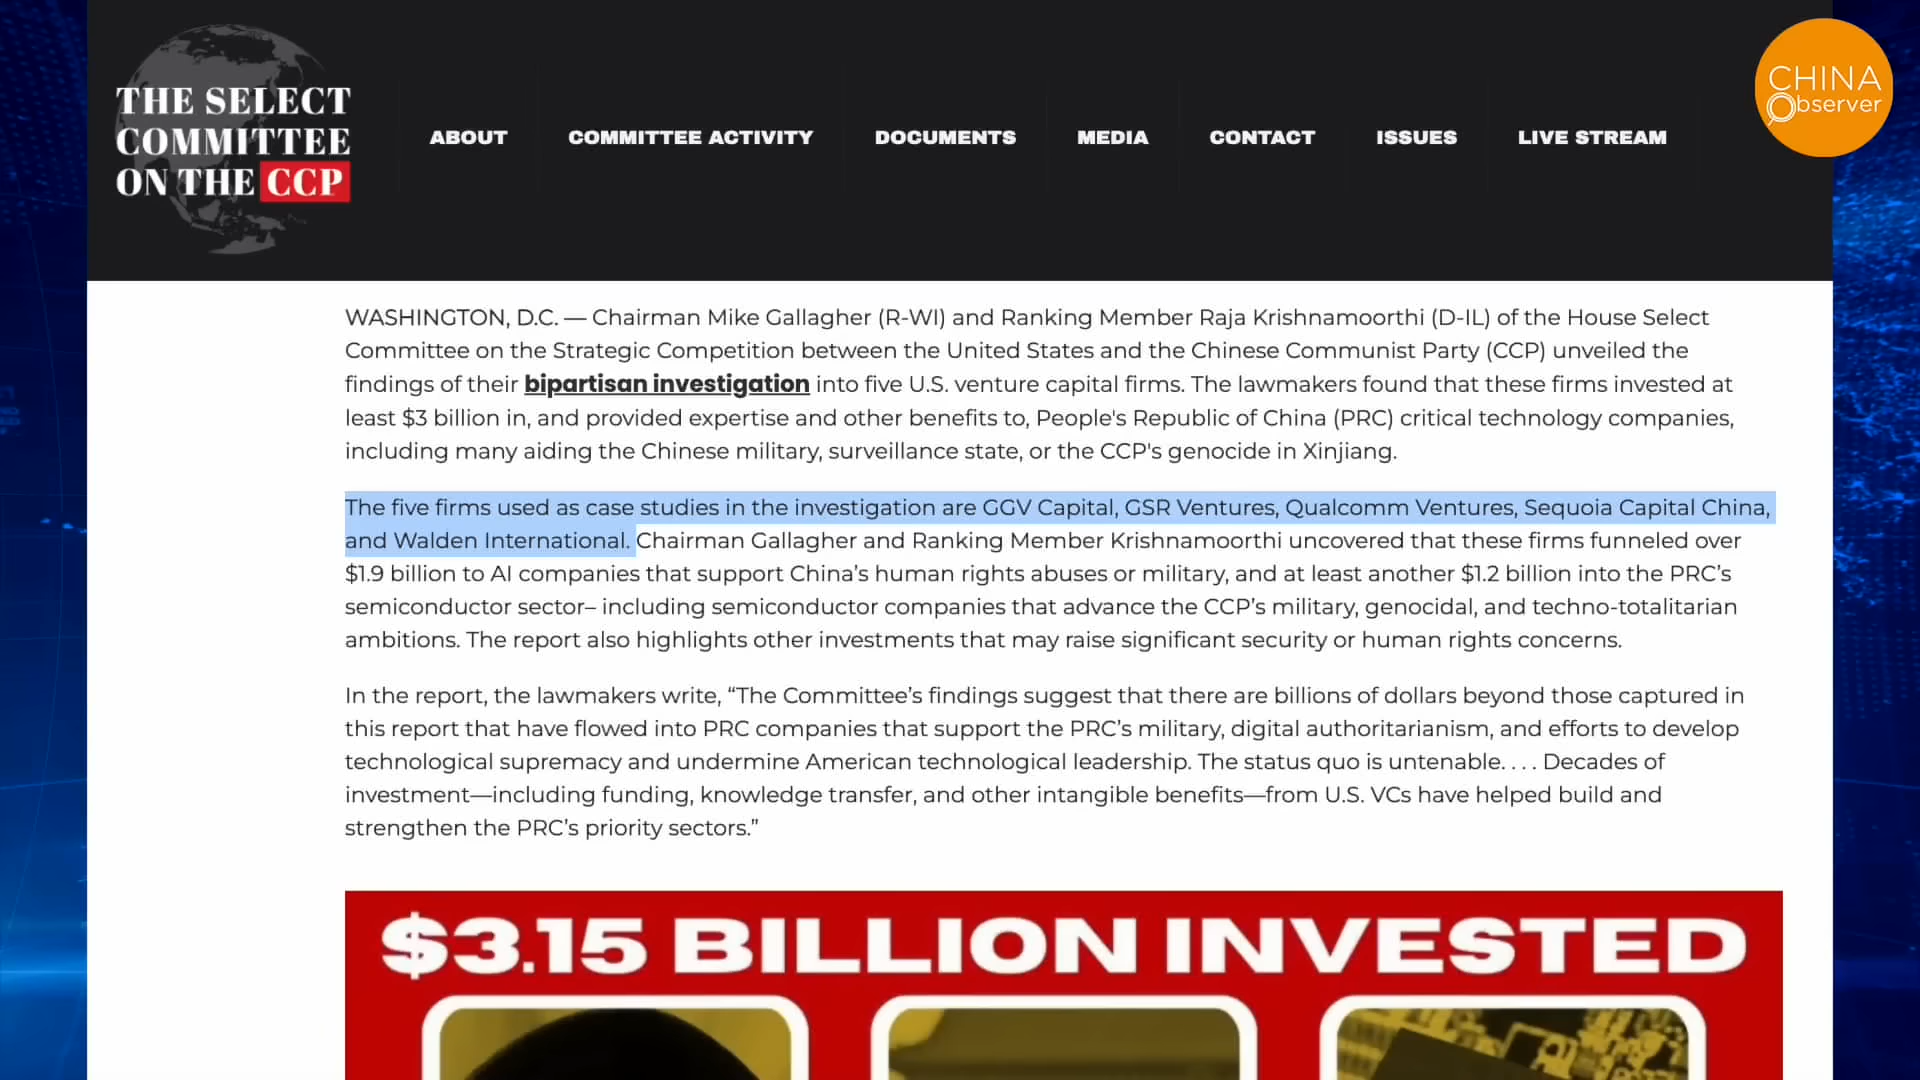 THE SELECT
COMMITTEE
ON THE CCP
ABOUT
COMMITTEE ACTIVITY
DOCUMENTS
MEDIA
CONTACT
ISSUES
LIVE STREAM
CHINA
Observer
WASHINGTON, D.C. — Chairman Mike Gallagher (R-WI) and Ranking Member Raja Krishnamoorthi (D-IL) of the House Select
Committee on the Strategic Competition between the United States and the Chinese Communist Party (CCP) unveiled the
findings of their bipartisan investigation into five U.S. venture capital firms. The lawmakers found that these firms invested at
least $3 billion in, and provided expertise and other benefits to, People's Republic of China (PRC) critical technology companies,
including many aiding the Chinese military, surveillance state, or the CCP's genocide in Xinjiang.
The five firms used as case studies in the investigation are GGV Capital, GSR Ventures, Qualcomm Ventures, Sequoia Capital China,
and Walden International. Chairman Gallagher and Ranking Member Krishnamoorthi uncovered that these firms funneled over
$1.9 billion to AI companies that support China’s human rights abuses or military, and at least another $1.2 billion into the PRC’s
semiconductor sector– including semiconductor companies that advance the CCP’s military, genocidal, and techno-totalitarian
ambitions. The report also highlights other investments that may raise significant security or human rights concerns.
In the report, the lawmakers write, “The Committee’s findings suggest that there are billions of dollars beyond those captured in
this report that have flowed into PRC companies that support the PRC’s military, digital authoritarianism, and efforts to develop
technological supremacy and undermine American technological leadership. The status quo is untenable. . . . Decades of
investment—including funding, knowledge transfer, and other intangible benefits—from U.S. VCs have helped build and
strengthen the PRC’s priority sectors.”
$3.15 BILLION INVESTED